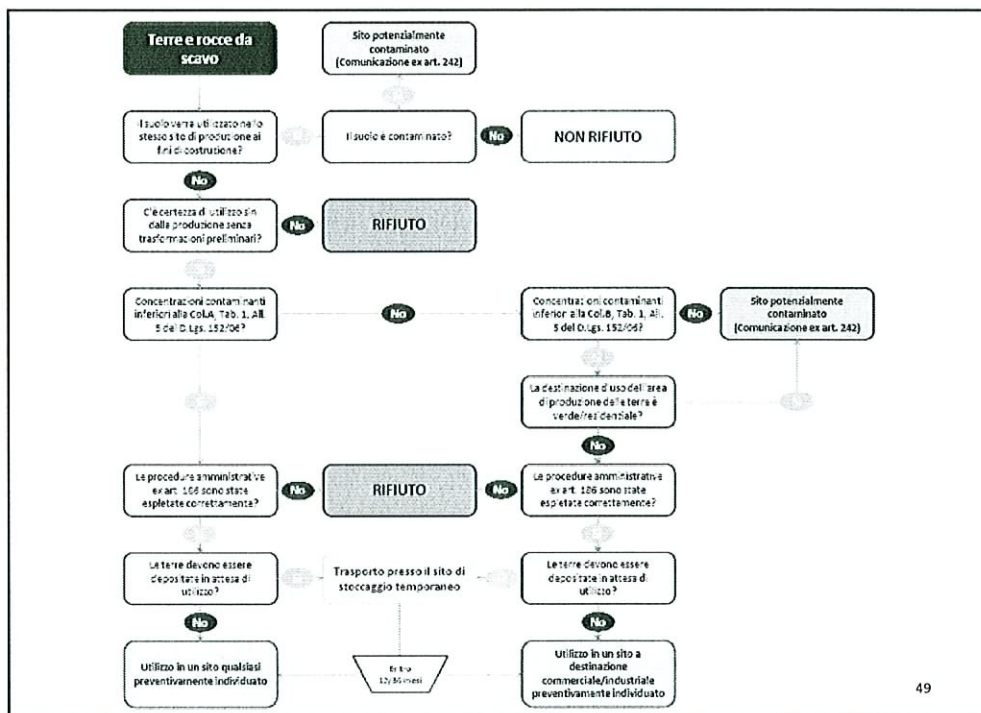 Terre e rocce da
scavo
Sito potenzialmente
contaminato
(Comunicazione ex art. 242)
Il suolo verrà utilizzato nello
stesso sito di produzione ai
fini di costruzione?
Il suolo è contaminato?
No
NON RIFIUTO
No
C'è certezza di utilizzo sin
dalla produzione senza
trasformazioni preliminari?
No
RIFIUTO
Concentrazioni contaminanti
inferiori alla Col.A, Tab. 1, All.
5 del D.Lgs. 152/06?
No
Concentrazioni contaminanti
inferiori alla Col.B, Tab. 1, All.
5 del D.Lgs. 152/06?
No
Sito potenzialmente
contaminato
(Comunicazione ex art. 242)
La destinazione d'uso dell'area
di produzione delle terre è
verde/residenziale?
No
Le procedure amministrative
ex art. 186 sono state
espletate correttamente?
No
RIFIUTO
No
Le procedure amministrative
ex art. 186 sono state
espletate correttamente?
Le terre devono essere
depositate in attesa di
utilizzo?
Trasporto presso il sito di
stoccaggio temporaneo
Le terre devono essere
depositate in attesa di
utilizzo?
No
No
Utilizzo in un sito qualsiasi
preventivamente individuato
Entro
12/36 mesi
Utilizzo in un sito a
destinazione
commerciale/industriale
preventivamente individuato
49